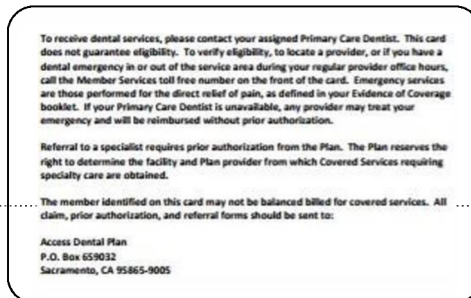 To receive dental services, please contact your assigned Primary Care Dentist. This card
does not guarantee eligibility. To verify eligibility, to locate a provider, or if you have a
dental emergency in or out of the service area during your regular provider office hours,
call the Member Services toll free number on the front of the card. Emergency services
are those performed for the direct relief of pain, as defined in your Evidence of Coverage
booklet. If your Primary Care Dentist is unavailable, any provider may treat your
emergency and will be reimbursed without prior authorization.
Referral to a specialist requires prior authorization from the Plan. The Plan reserves the
right to determine the facility and Plan provider from which Covered Services requiring
specialty care are obtained.
The member identified on this card may not be balanced billed for covered services. All
claim, prior authorization, and referral forms should be sent to:
Access Dental Plan
P.O. Box 659032
Sacramento, CA 95865-9005